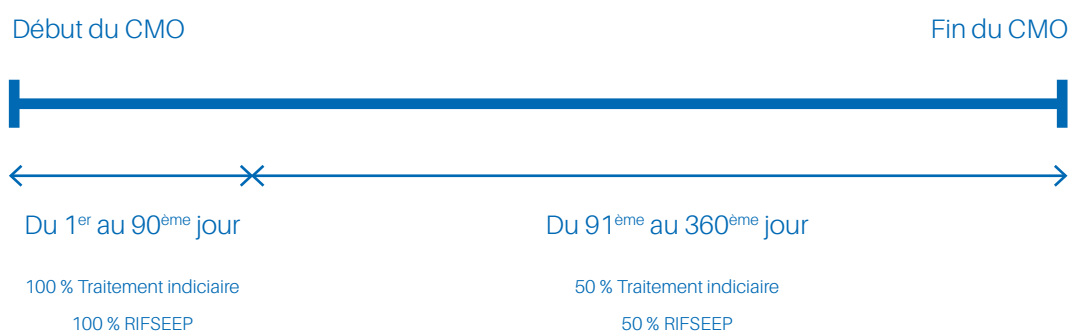 Début du CMO
Fin du CMO
Du 1er au 90ème jour
Du 91ème au 360ème jour
100 % Traitement indiciaire
50 % Traitement indiciaire
100 % RIFSEEP
50 % RIFSEEP